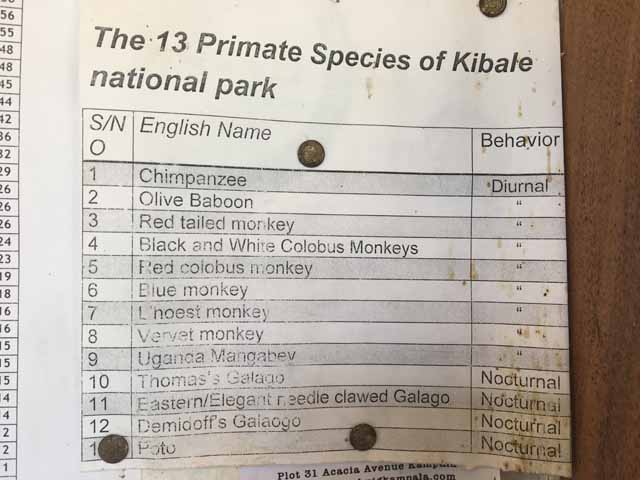 The 13 Primate Species of Kibale
national park
S/N
O English Name Behavior
1 Chimpanzee Diurnal
2 Olive Baboon “
3 Red tailed monkey “
4 Black and White Colobus Monkeys “
5 Red colobus monkey “
6 Blue monkey “
7 L'hoest monkey “
8 Vervet monkey “
9 Uganda Mangabey “
10 Thomas's Galago Nocturnal
11 Eastern/Elegant needle clawed Galago Nocturnal
12 Demidoff's Galaogo Nocturnal
Poto Nocturnal
Plot 31 Acacia Avenue Kampala